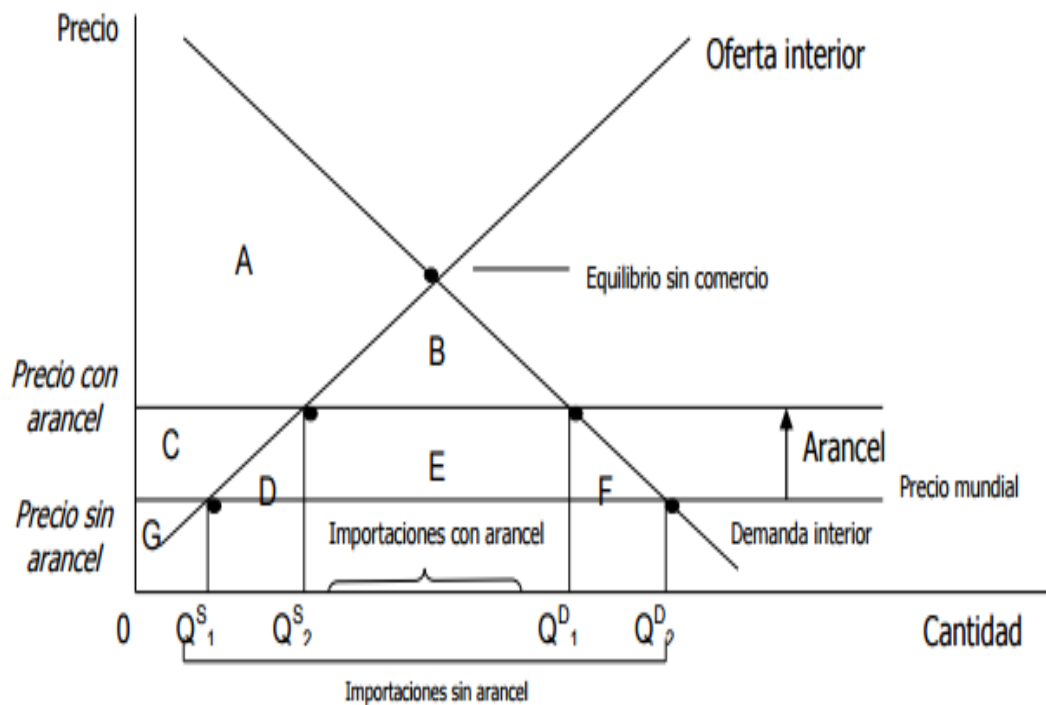 Precio
Oferta interior
A
Equilibrio sin comercio
B
Precio con
arancel
C
Arancel
E
D
F
Precio mundial
Precio sin
arancel
G
Importaciones con arancel
Demanda interior
0
Q^S_1
Q^S_2
Q^D_1
Q^D_2
Cantidad
Importaciones sin arancel